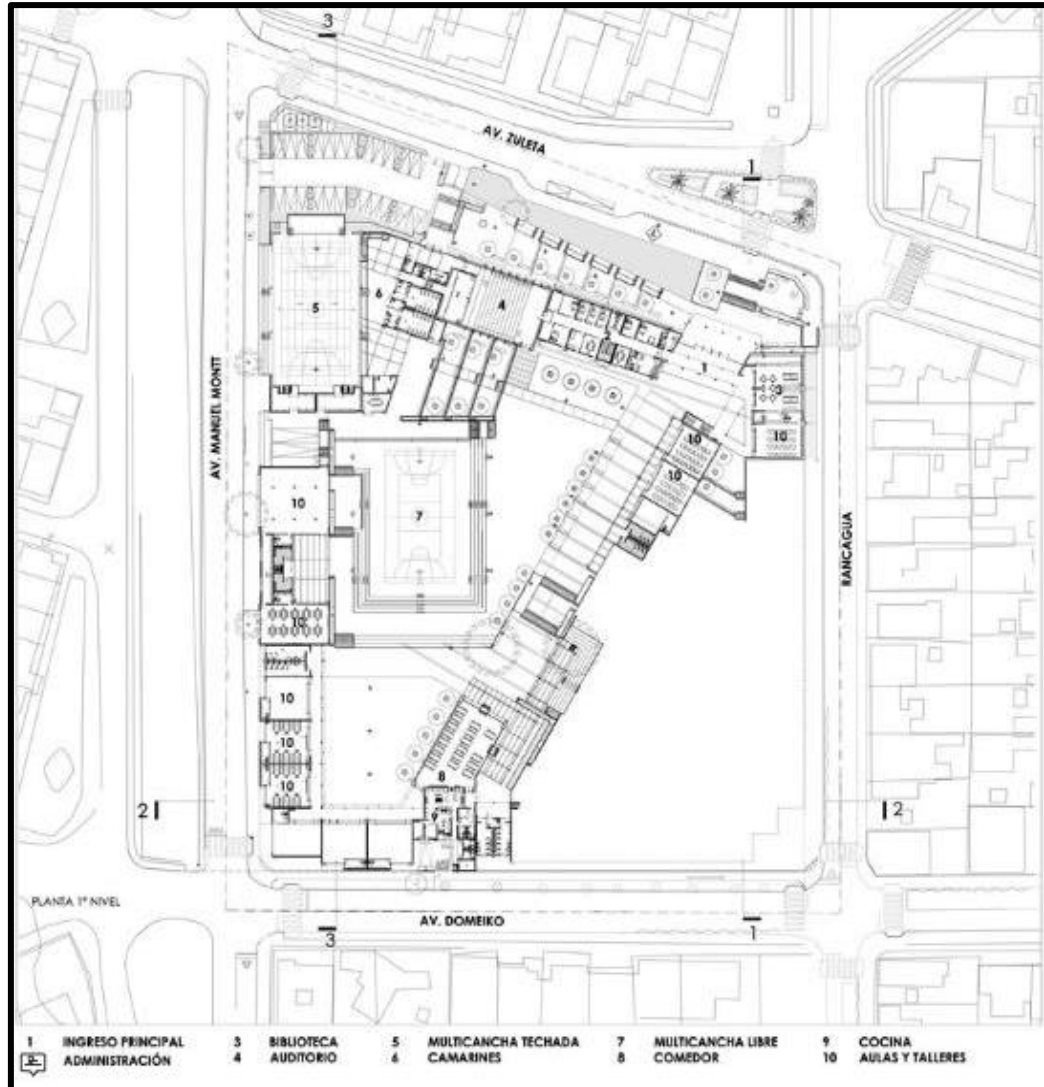 3
AV. ZULETA
1
6
4
5
1
3
10
10
10
AV. MANUEL MONTT
10
7
RANCAGUA
10
10
8
10
10
2
2
PLANTA 1º NIVEL
AV. DOMEIKO
3
1
1 INGRESO PRINCIPAL
ADMINISTRACIÓN
3 BIBLIOTECA
4 AUDITORIO
5 MULTICANCHA TECHADA
6 CAMARINES
7 MULTICANCHA LIBRE
8 COMEDOR
9 COCINA
10 AULAS Y TALLERES